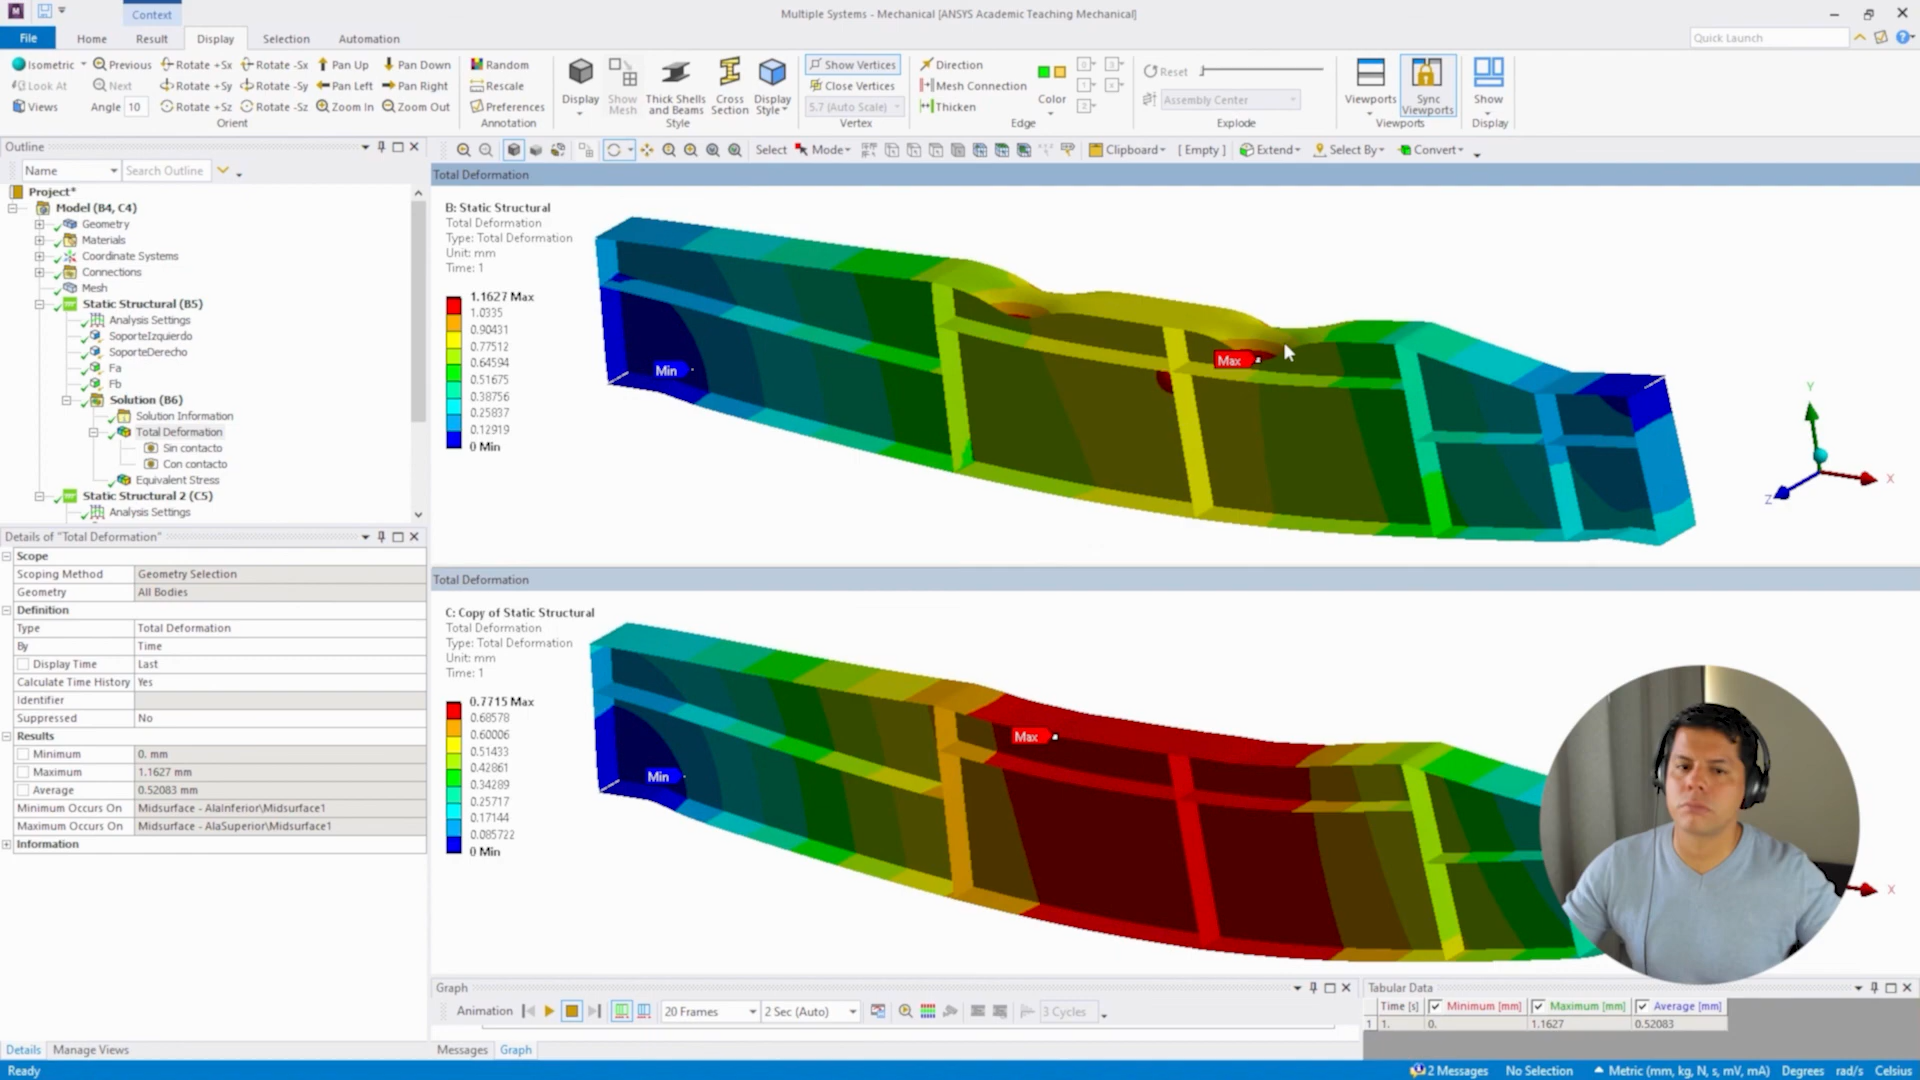 Context
Multiple Systems - Mechanical [ANSYS Academic Teaching Mechanical]
File Home Result Display Selection Automation
Quick Launch
Isometric Previous Rotate +Sx Rotate -Sx Pan Up Pan Down
Look At Next Rotate +Sy Rotate -Sy Pan Left Pan Right
Views Angle 10 Rotate +Sz Rotate -Sz Zoom In Zoom Out
Orient
Random
Rescale
Preferences
Annotation
Display
Show Mesh
Thick Shells and Beams
Cross Section
Display Style
Style
Show Vertices
Close Vertices
5.7 (Auto Scale)
Vertex
Direction
Mesh Connection
Thicken
Color
Edge
Reset
Assembly Center
Explode
Viewports
Sync Viewports
Viewports
Show
Display
Outline
Name Search Outline
Select Mode Clipboard [ Empty ] Extend Select By Convert
Project*
Model (B4, C4)
Geometry
Materials
Coordinate Systems
Connections
Mesh
Static Structural (B5)
Analysis Settings
SoporteIzquierdo
SoporteDerecho
Fa
Fb
Solution (B6)
Solution Information
Total Deformation
Sin contacto
Con contacto
Equivalent Stress
Static Structural 2 (C5)
Analysis Settings
Details of "Total Deformation"
Scope
Scoping Method Geometry Selection
Geometry All Bodies
Definition
Type Total Deformation
By Time
Display Time Last
Calculate Time History Yes
Identifier
Suppressed No
Results
Minimum 0. mm
Maximum 1.1627 mm
Average 0.52083 mm
Minimum Occurs On Midsurface - AlaInferior\Midsurface1
Maximum Occurs On Midsurface - AlaSuperior\Midsurface1
Information
Details Manage Views
Total Deformation
B: Static Structural
Total Deformation
Type: Total Deformation
Unit: mm
Time: 1
1.1627 Max
1.0335
0.90431
0.77512
0.64594
0.51675
0.38756
0.25837
0.12919
0 Min
Min
Max
Y
X
Z
Total Deformation
C: Copy of Static Structural
Total Deformation
Type: Total Deformation
Unit: mm
Time: 1
0.7715 Max
0.68578
0.60006
0.51433
0.42861
0.34289
0.25717
0.17144
0.085722
0 Min
Min
Max
X
Graph
Animation 20 Frames 2 Sec (Auto) 3 Cycles
Messages Graph
Tabular Data
Time [s] Minimum [mm] Maximum [mm] Average [mm]
1 1. 0. 1.1627 0.52083
Ready
2 Messages No Selection Metric (mm, kg, N, s, mV, mA) Degrees rad/s Celsius